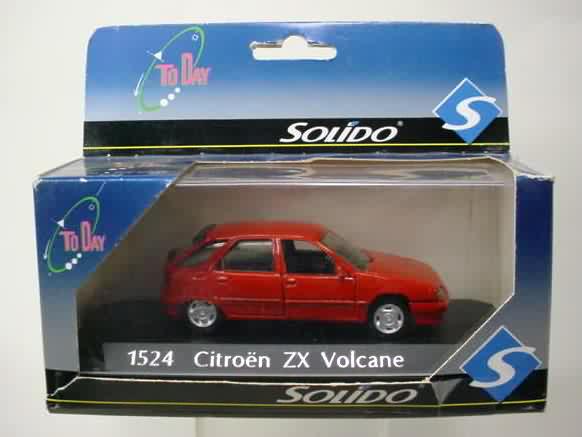 TO DAY
SOLIDO®
S
TO DAY
1524 Citroën ZX Volcane
SOLIDO
S